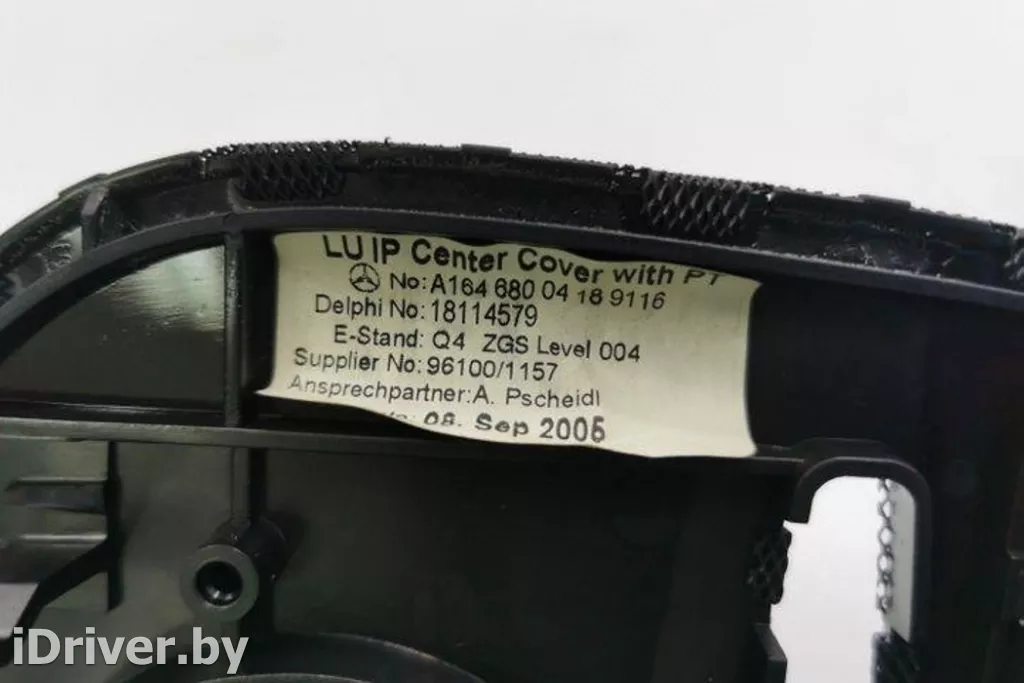 LU IP Center Cover with PT
No: A164 680 04 18 9116
Delphi No: 18114579
E-Stand: Q4 ZGS Level 004
Supplier No: 96100/1157
Ansprechpartner: A. Pscheidl
08. Sep 2005
iDriver.by